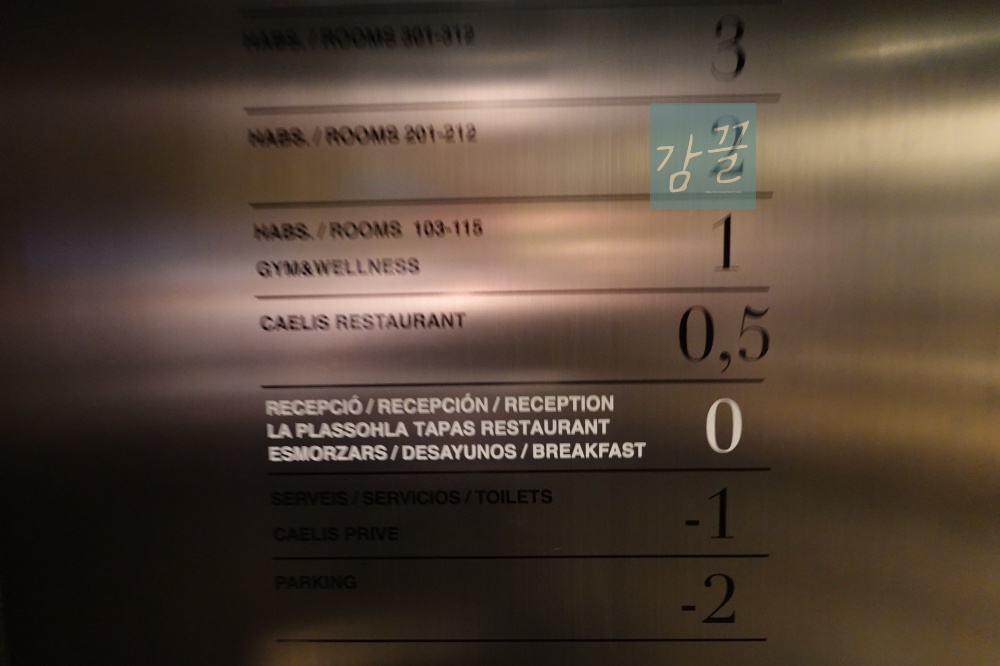 HABS. / ROOMS 301-312 3
HABS. / ROOMS 201-212 2
감끌
HABS. / ROOMS 103-115 1
GYM&WELLNESS
CAELIS RESTAURANT 0,5
RECEPCIÓ / RECEPCIÓN / RECEPTION
LA PLASSOHLA TAPAS RESTAURANT 0
ESMORZARS / DESAYUNOS / BREAKFAST
SERVEIS / SERVICIOS / TOILETS -1
CAELIS PRIVE
PARKING -2